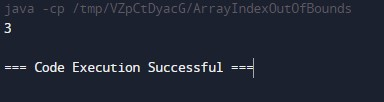 java -cp /tmp/VZpCtDyacG/ArrayIndexOutOfBounds
3
=== Code Execution Successful ===